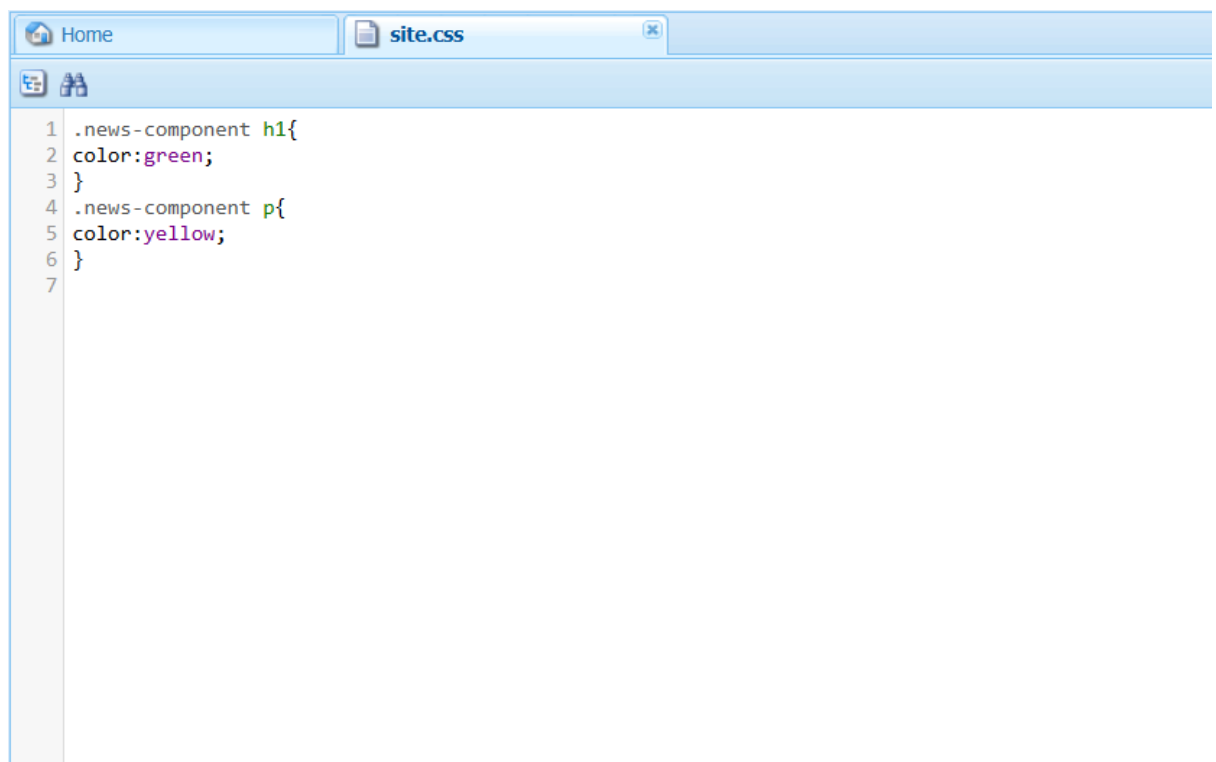 Home site.css
1 .news-component h1{
2 color:green;
3 }
4 .news-component p{
5 color:yellow;
6 }
7